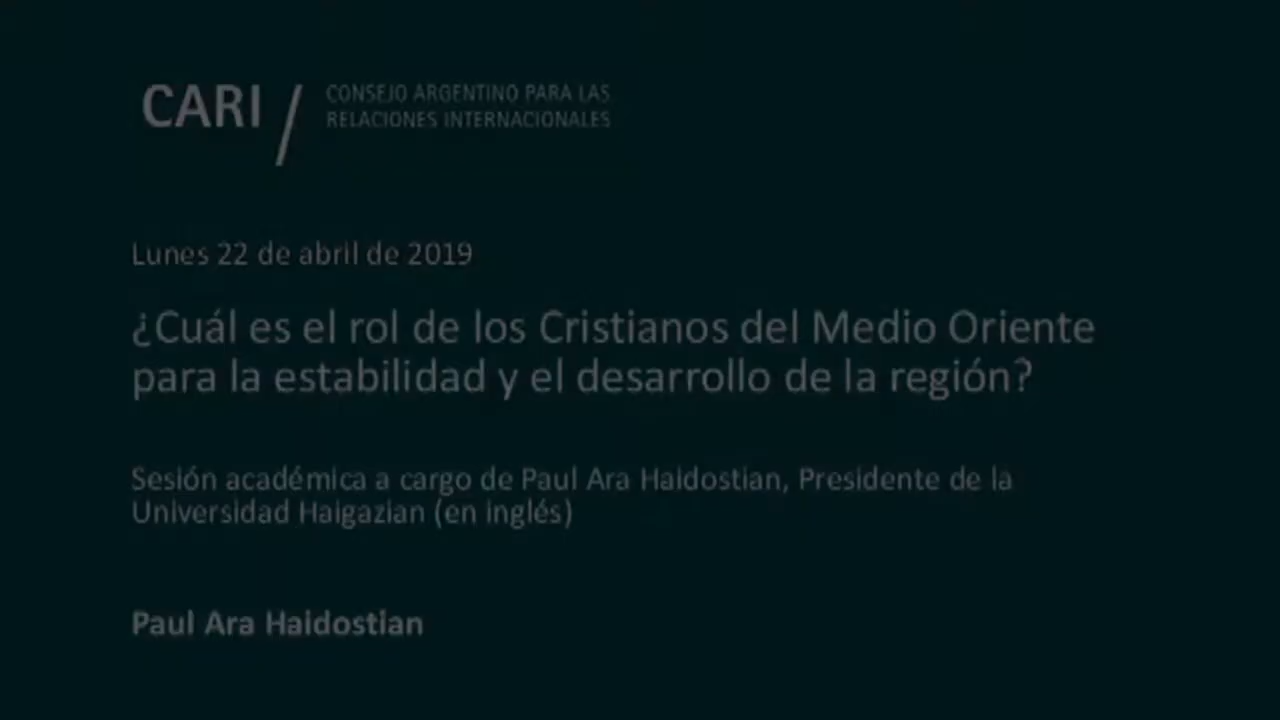 CARI / CONSEJO ARGENTINO PARA LAS
RELACIONES INTERNACIONALES
Lunes 22 de abril de 2019
¿Cuál es el rol de los Cristianos del Medio Oriente
para la estabilidad y el desarrollo de la región?
Sesión académica a cargo de Paul Ara Haidostian, Presidente de la
Universidad Haigazian (en inglés)
Paul Ara Haidostian